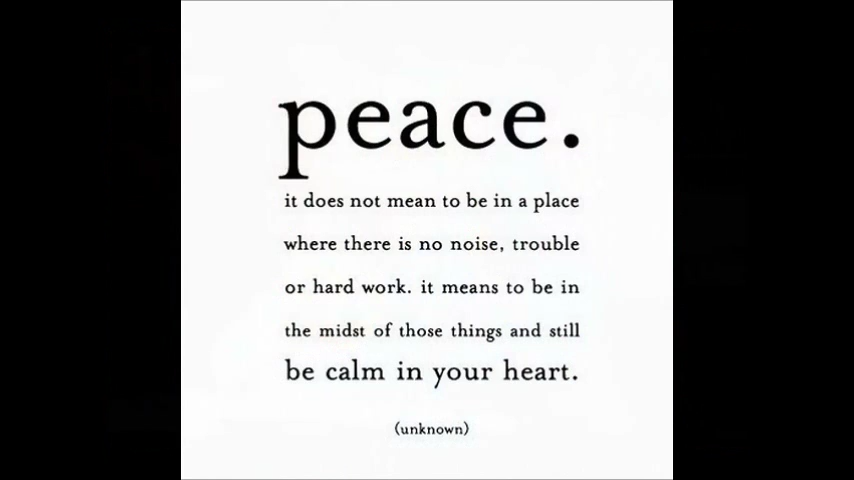 peace.
it does not mean to be in a place
where there is no noise, trouble
or hard work. it means to be in
the midst of those things and still
be calm in your heart.
(unknown)